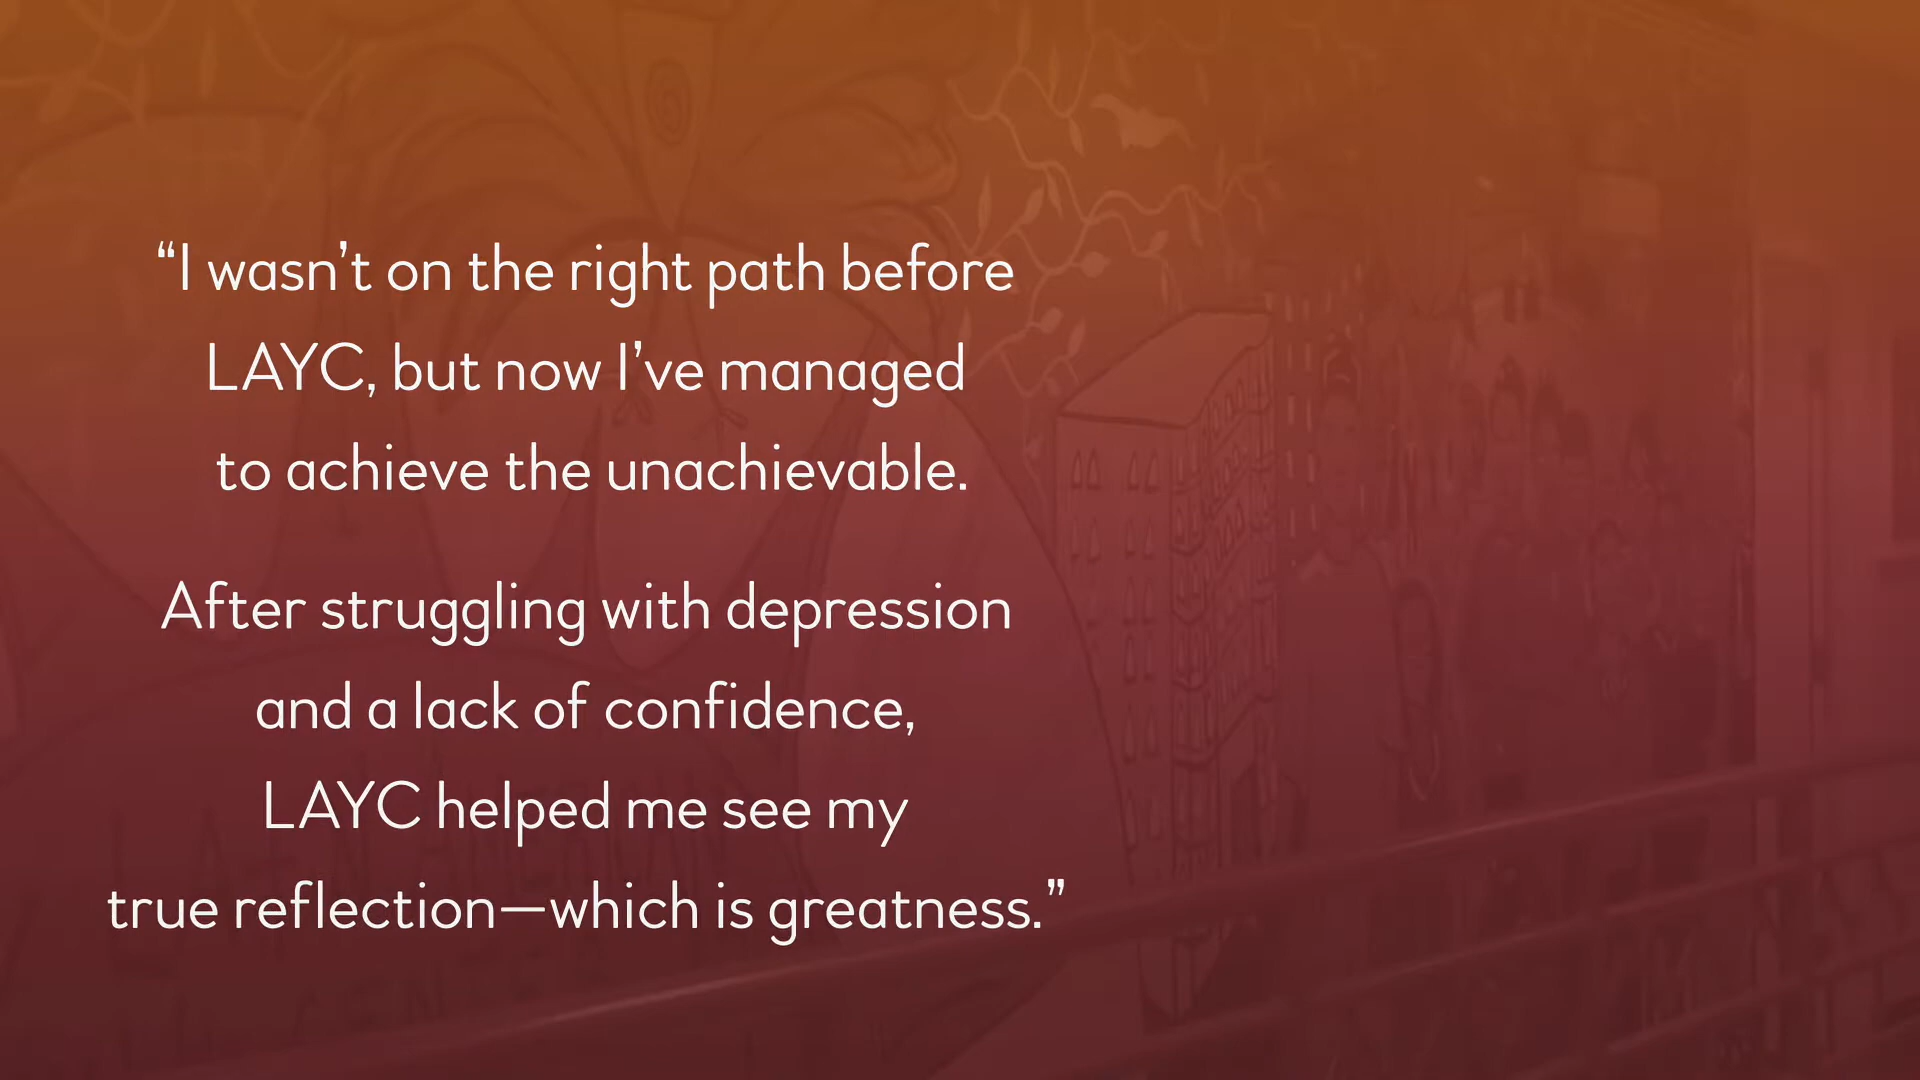 “I wasn’t on the right path before
LAYC, but now I’ve managed
to achieve the unachievable.
After struggling with depression
and a lack of confidence,
LAYC helped me see my
true reflection—which is greatness.”